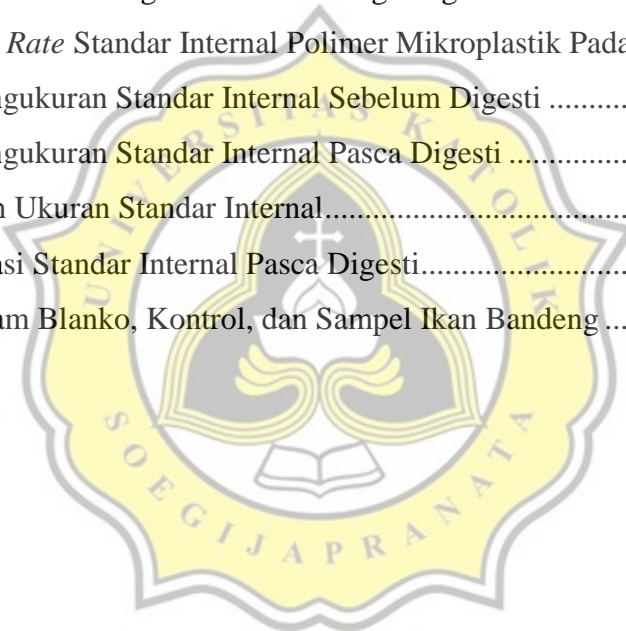 Rate Standar Internal Polimer Mikroplastik Pada
ngukuran Standar Internal Sebelum Digesti ...........
ngukuran Standar Internal Pasca Digesti ................
n Ukuran Standar Internal.........................................
asi Standar Internal Pasca Digesti............................
am Blanko, Kontrol, dan Sampel Ikan Bandeng ...
UNIVERSITAS KATOLIK
SOEGIJAPRANATA